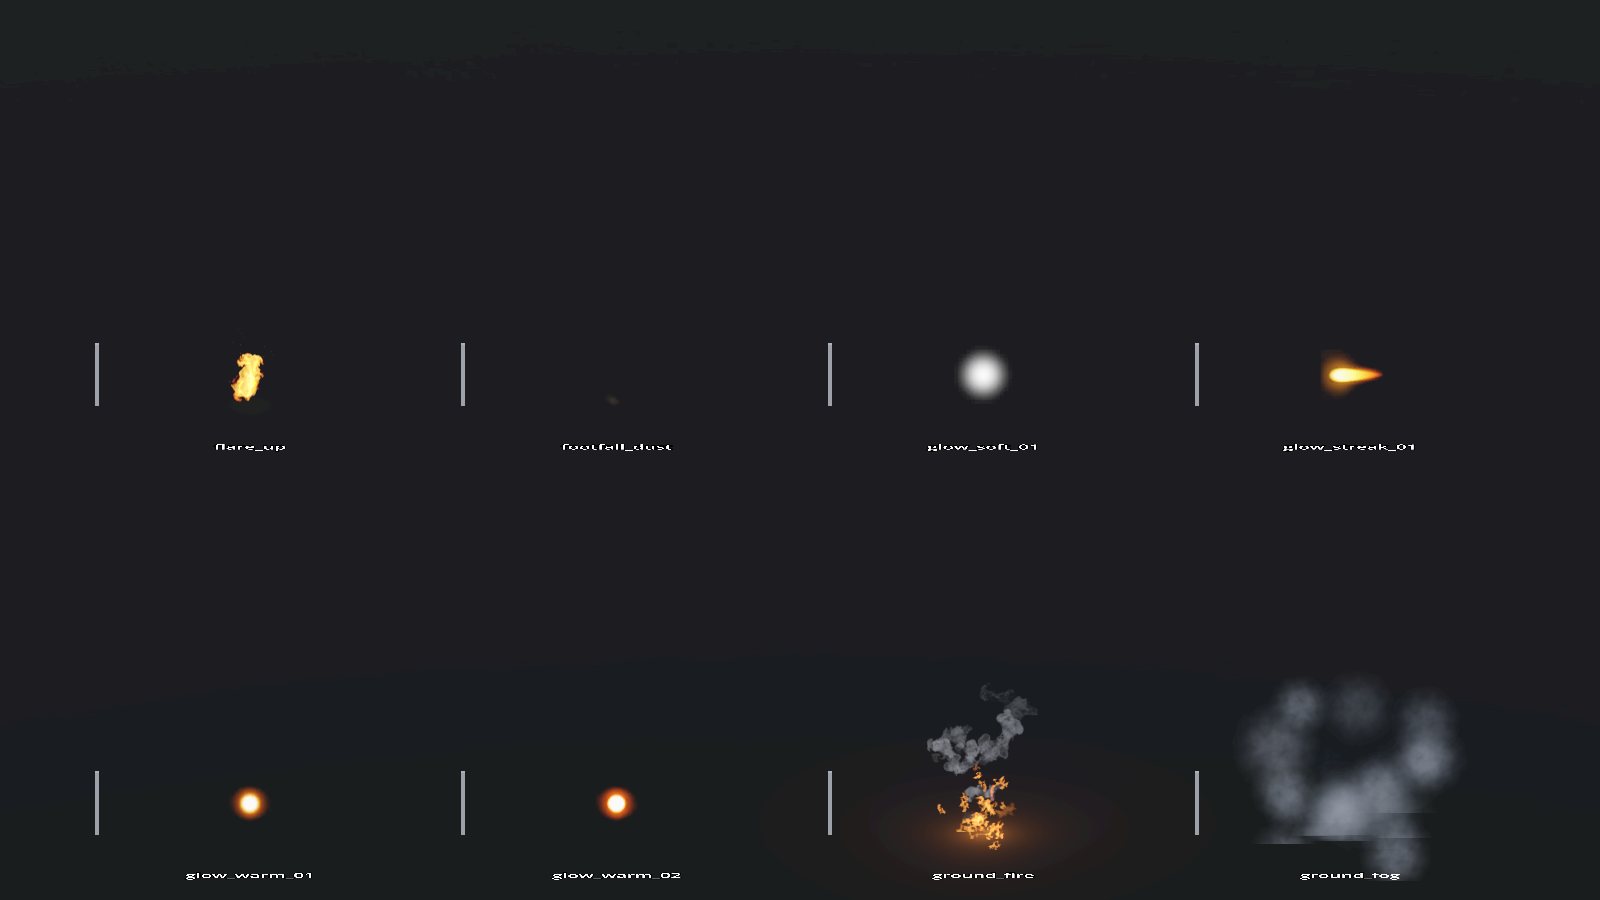 flare_up
footfall_dust
glow_soft_01
glow_streak_01
glow_warm_01
glow_warm_02
ground_fire
ground_fog